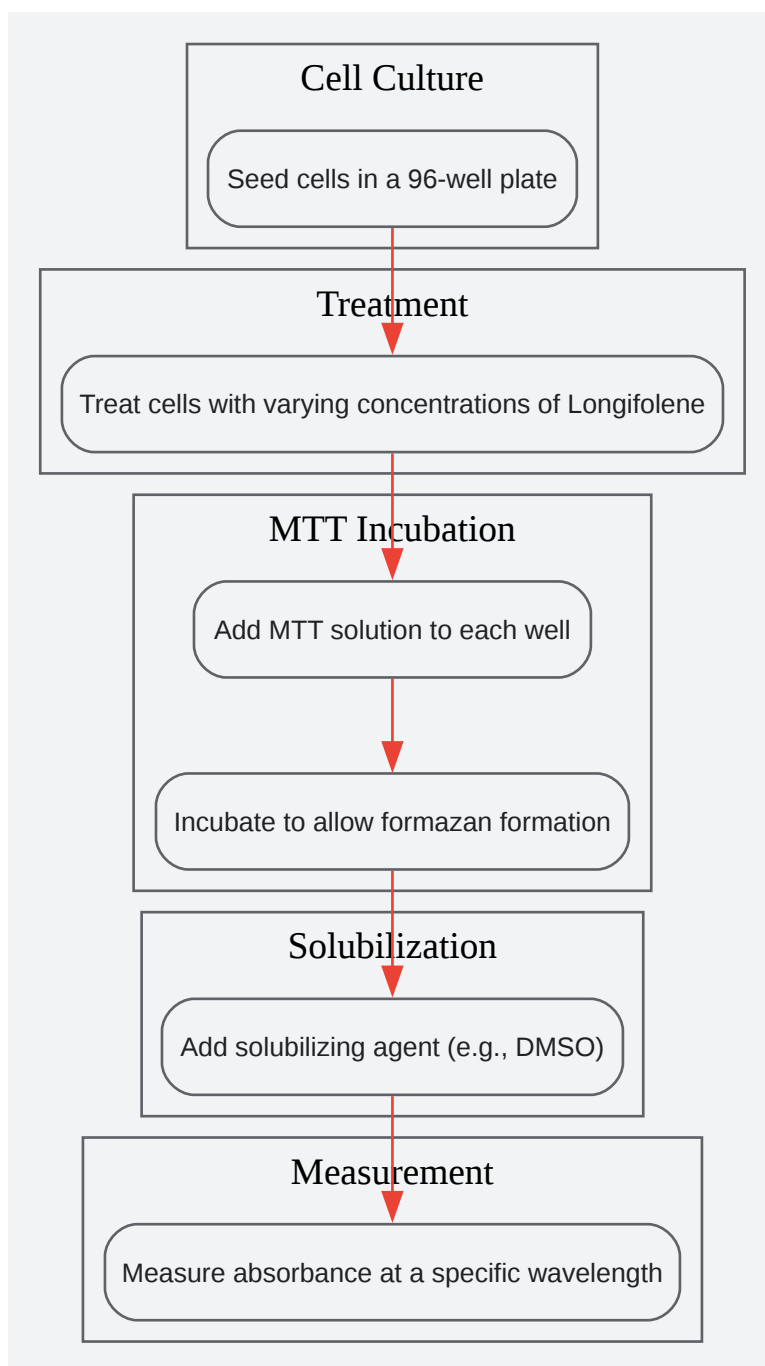 Cell Culture
Seed cells in a 96-well plate
Treatment
Treat cells with varying concentrations of Longifolene
MTT Incubation
Add MTT solution to each well
Incubate to allow formazan formation
Solubilization
Add solubilizing agent (e.g., DMSO)
Measurement
Measure absorbance at a specific wavelength